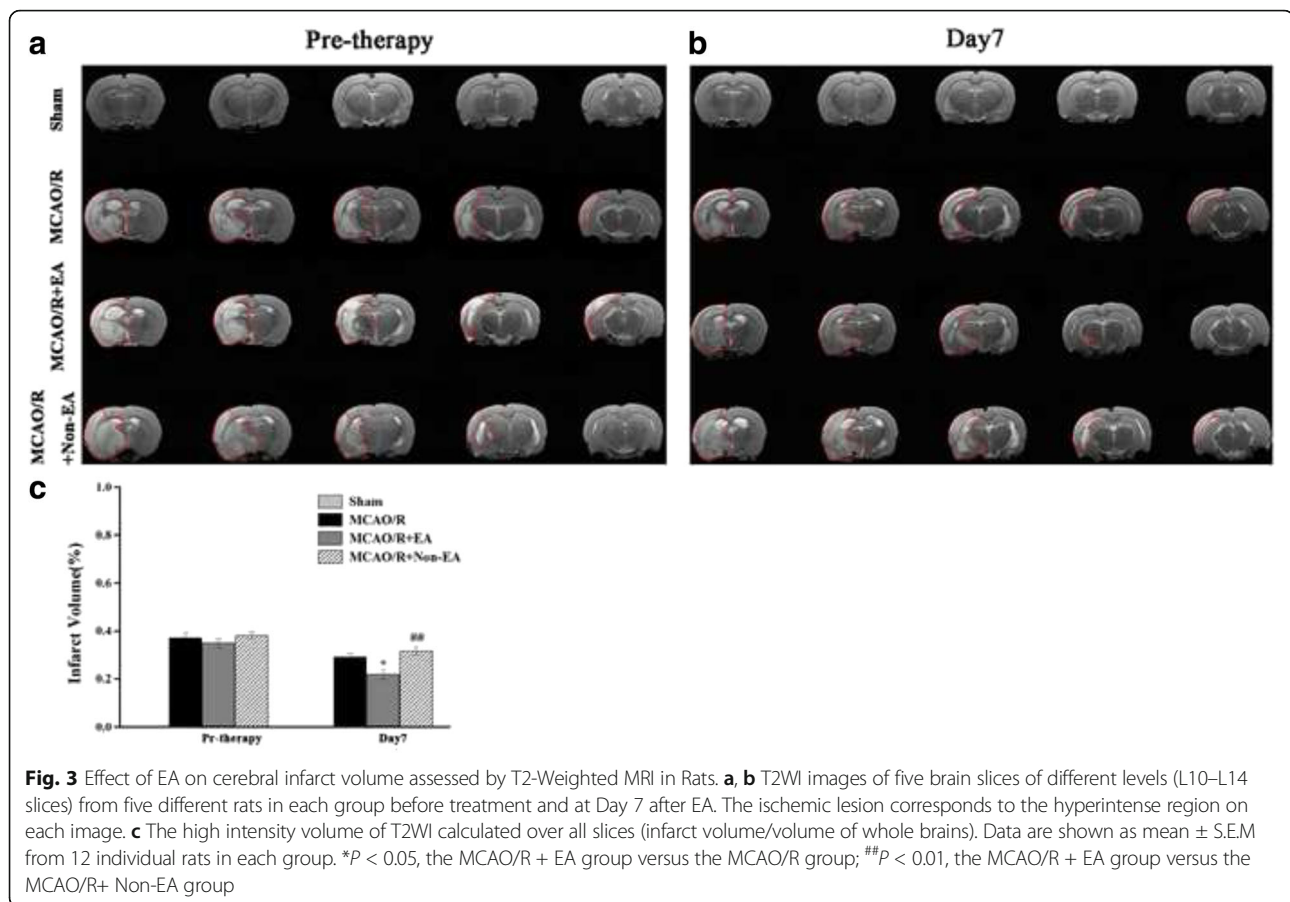 a
Pre-therapy
b
Day7
Sham
MCAO/R
MCAO/R+EA
MCAO/R
+Non-EA
c
1.0
0.8
0.6
0.4
0.2
0.0
Infarct Volume(%)
Sham
MCAO/R
MCAO/R+EA
MCAO/R+Non-EA
*
##
Pr-therapy
Day7
Fig. 3 Effect of EA on cerebral infarct volume assessed by T2-Weighted MRI in Rats. a, b T2WI images of five brain slices of different levels (L10–L14
slices) from five different rats in each group before treatment and at Day 7 after EA. The ischemic lesion corresponds to the hyperintense region on
each image. c The high intensity volume of T2WI calculated over all slices (infarct volume/volume of whole brains). Data are shown as mean ± S.E.M
from 12 individual rats in each group. *P < 0.05, the MCAO/R + EA group versus the MCAO/R group; ##P < 0.01, the MCAO/R + EA group versus the
MCAO/R+ Non-EA group